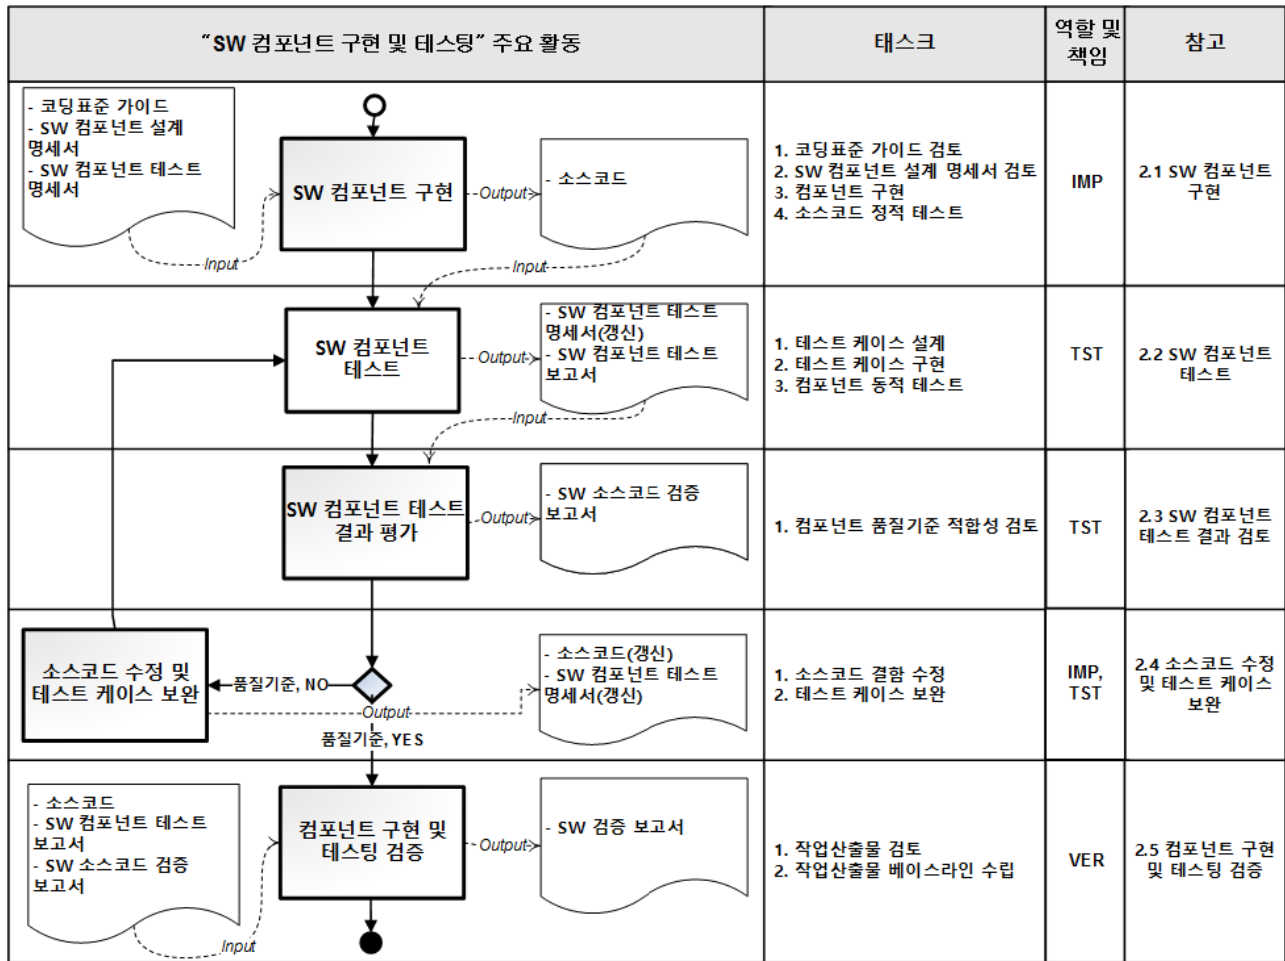 “SW 컴포넌트 구현 및 테스팅” 주요 활동
태스크
역할 및
책임
참고
- 코딩표준 가이드
- SW 컴포넌트 설계
명세서
- SW 컴포넌트 테스트
명세서
SW 컴포넌트 구현
Output
- 소스코드
Input
Input
1. 코딩표준 가이드 검토
2. SW 컴포넌트 설계 명세서 검토
3. 컴포넌트 구현
4. 소스코드 정적 테스트
IMP
2.1 SW 컴포넌트
구현
SW 컴포넌트
테스트
Output
- SW 컴포넌트 테스트
명세서(갱신)
- SW 컴포넌트 테스트
보고서
Input
1. 테스트 케이스 설계
2. 테스트 케이스 구현
3. 컴포넌트 동적 테스트
TST
2.2 SW 컴포넌트
테스트
SW 컴포넌트 테스트
결과 평가
Output
- SW 소스코드 검증
보고서
1. 컴포넌트 품질기준 적합성 검토
TST
2.3 SW 컴포넌트
테스트 결과 검토
소스코드 수정 및
테스트 케이스 보완
품질기준, NO
Output
품질기준, YES
- 소스코드(갱신)
- SW 컴포넌트 테스트
명세서(갱신)
1. 소스코드 결함 수정
2. 테스트 케이스 보완
IMP,
TST
2.4 소스코드 수정
및 테스트 케이스
보완
- 소스코드
- SW 컴포넌트 테스트
보고서
- SW 소스코드 검증
보고서
Input
컴포넌트 구현 및
테스팅 검증
Output
- SW 검증 보고서
1. 작업산출물 검토
2. 작업산출물 베이스라인 수립
VER
2.5 컴포넌트 구현
및 테스팅 검증